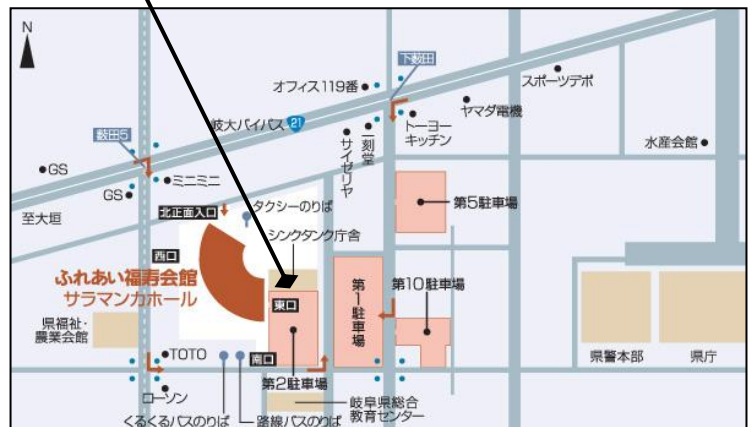 N
オフィス119番
下藪田
スポーツデポ
岐大バイパス 21
ヤマダ電機
トーヨー
キッチン
藪田5
一刻堂
サイゼリヤ
水産会館
GS
ミニミニ
GS
至大垣
北正面入口
タクシーのりば
第5駐車場
シンクタンク庁舎
西口
ふれあい福寿会館
サラマンカホール
東口
第1駐車場
第10駐車場
県福祉・
農業会館
TOTO
南口
県警本部
県庁
第2駐車場
ローソン
岐阜県総合
教育センター
くるくるバスのりば
路線バスのりば